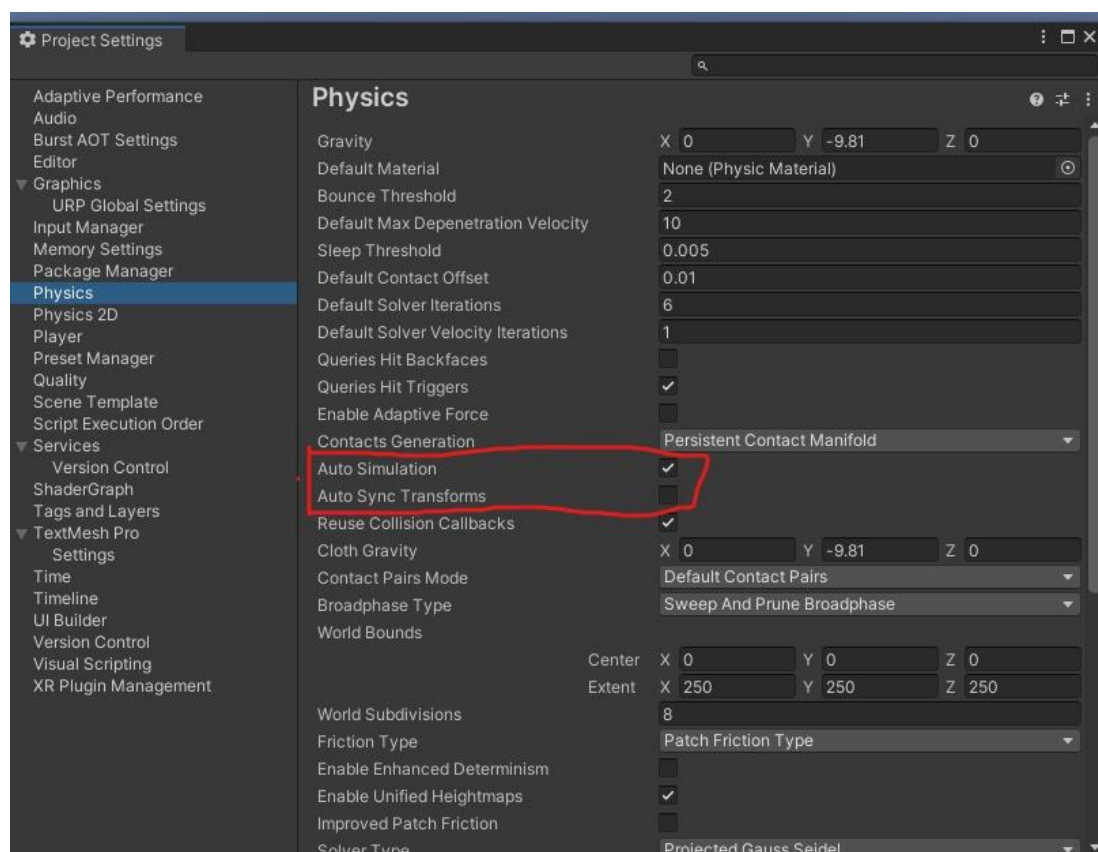 Project Settings
Adaptive Performance
Audio
Burst AOT Settings
Editor
Graphics
URP Global Settings
Input Manager
Memory Settings
Package Manager
Physics
Physics 2D
Player
Preset Manager
Quality
Scene Template
Script Execution Order
Services
Version Control
ShaderGraph
Tags and Layers
TextMesh Pro
Settings
Time
Timeline
UI Builder
Version Control
Visual Scripting
XR Plugin Management
Physics
Gravity X 0 Y -9.81 Z 0
Default Material None (Physic Material)
Bounce Threshold 2
Default Max Depenetration Velocity 10
Sleep Threshold 0.005
Default Contact Offset 0.01
Default Solver Iterations 6
Default Solver Velocity Iterations 1
Queries Hit Backfaces
Queries Hit Triggers
Enable Adaptive Force
Contacts Generation Persistent Contact Manifold
Auto Simulation
Auto Sync Transforms
Reuse Collision Callbacks
Cloth Gravity X 0 Y -9.81 Z 0
Contact Pairs Mode Default Contact Pairs
Broadphase Type Sweep And Prune Broadphase
World Bounds
Center X 0 Y 0 Z 0
Extent X 250 Y 250 Z 250
World Subdivisions 8
Friction Type Patch Friction Type
Enable Enhanced Determinism
Enable Unified Heightmaps
Improved Patch Friction
Solver Type Projected Gauss Seidel